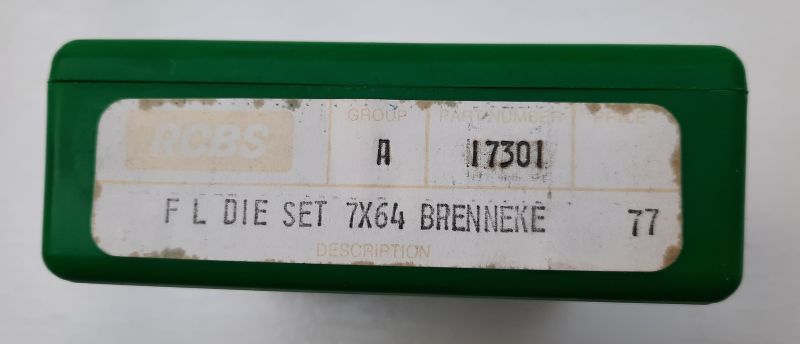 RCBS GROUP PART NUMBER PRICE
A 17301
F L DIE SET 7X64 BRENNEKE 77
DESCRIPTION